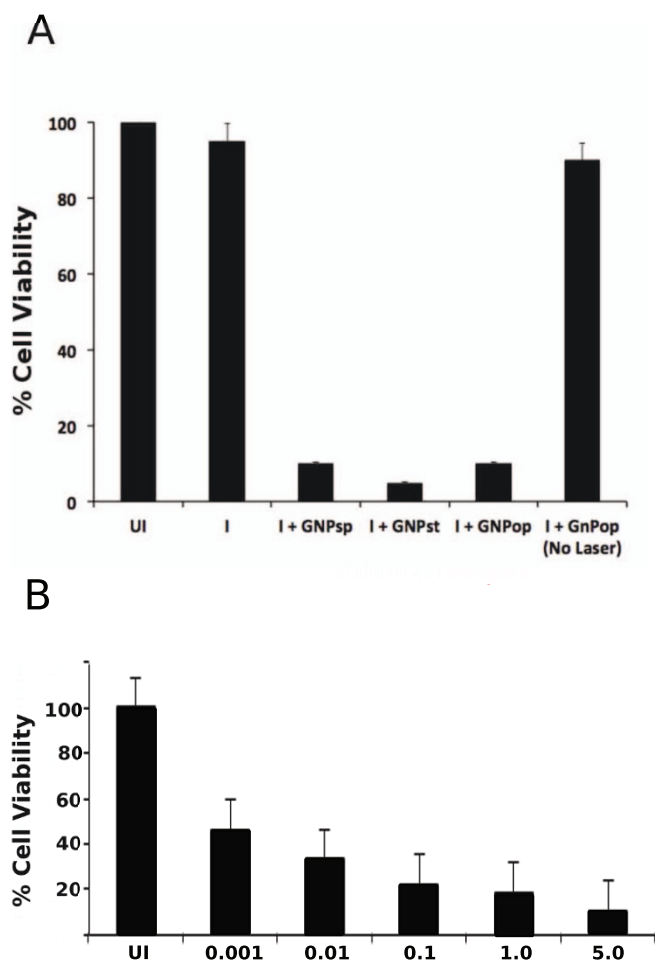 A
% Cell Viability
100
80
60
40
20
0
UI I I + GNPsp I + GNPst I + GNPop I + GnPop
(No Laser)
B
% Cell Viability
100
80
60
40
20
UI 0.001 0.01 0.1 1.0 5.0